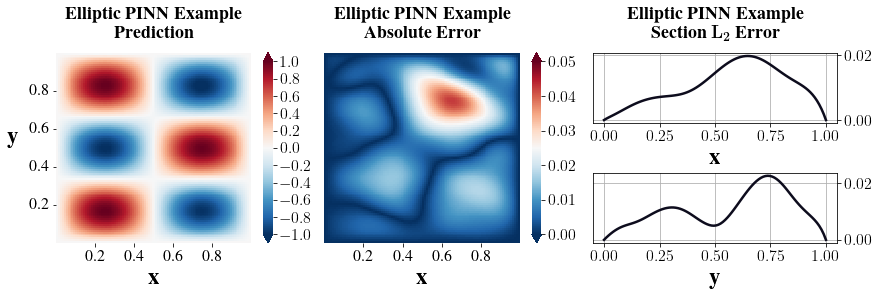 Elliptic PINN Example
Prediction
y
0.8
0.6
0.4
0.2
0.2 0.4 0.6 0.8
x
1.0
0.8
0.6
0.4
0.2
0.0
−0.2
−0.4
−0.6
−0.8
−1.0
Elliptic PINN Example
Absolute Error
0.2 0.4 0.6 0.8
x
0.05
0.04
0.03
0.02
0.01
0.00
Elliptic PINN Example
Section L₂ Error
0.02
0.00
0.00 0.25 0.50 0.75 1.00
x
0.02
0.00
0.00 0.25 0.50 0.75 1.00
y